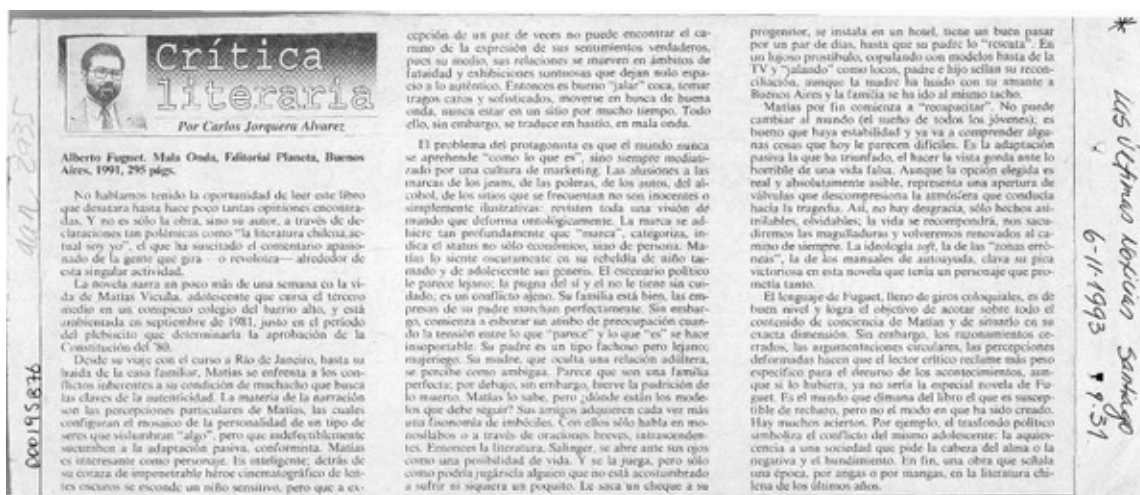 Crítica
literaria
Por Carlos Jorquera Alvarez
Alberto Fuguet. Mala Onda, Editorial Planeta, Buenos
Aires, 1991, 295 págs.
No habíamos tenido la oportunidad de leer este libro
que desatara hasta hace poco tantas opiniones encontra-
das. Y no es sólo la obra, sino su autor, a través de de-
claraciones tan polémicas como "la literatura chilena ac-
tual soy yo", el que ha suscitado el comentario apasio-
nado de la gente que gira —o revolotea— alrededor de
esta singular actividad.
La novela narra un poco más de una semana en la vi-
da de Matías Vicuña, adolescente que cursa el tercero
medio en un conspicuo colegio del barrio alto, y está
ambientada en septiembre de 1981, justo en el período
del plebiscito que determinaría la aprobación de la
Constitución del '80.
Desde su viaje con el curso a Río de Janeiro, hasta su
huida de la casa familiar, Matías se enfrenta a los con-
flictos inherentes a su condición de muchacho que busca
las claves de la autenticidad. La materia de la narración
son las percepciones particulares de Matías, las cuales
configuran el mosaico de la personalidad de un tipo de
seres que vislumbran "algo", pero que indefectiblemente
sucumben a la adaptación pasiva, conformista. Matías
es interesante como personaje. Es inteligente; detrás de
su coraza de impenetrable héroe cinematográfico de len-
tes oscuros se esconde un niño sensitivo, pero que a ex-
cepción de un par de veces no puede encontrar el ca-
mino de la expresión de sus sentimientos verdaderos,
pues su medio, sus relaciones se mueven en ámbitos de
fatuidad y exhibiciones suntuosas que dejan nulo espa-
cio a lo auténtico. Entonces es bueno "jalar" coca, tomar
tragos caros y sofisticados, moverse en busca de buena
onda, nunca estar en un sitio por mucho tiempo. Todo
ello, sin embargo, se traduce en hastío, en mala onda.
El problema del protagonista es que el mundo nunca
se aprehende "como lo que es", sino siempre mediati-
zado por una cultura de marketing. Las alusiones a las
marcas de los jeans, de las poleras, de los autos, del al-
cohol, de los sitios que se frecuentan no son inocentes o
simplemente ilustrativas: revisten toda una visión de
mundo que deforma ontológicamente. La marca se ad-
hiere tan profundamente que "marca", categoriza, in-
dica el status no sólo económico, sino de persona. Ma-
tías lo siente oscuramente en su rebeldía de niño tai-
mado y de adolescente sui generis. El escenario político
le parece lejano; la pugna del sí y el no le tiene sin cui-
dado; es un conflicto ajeno. Su familia está bien, las em-
presas de su padre marchan perfectamente. Sin embar-
go, comienza a esbozar un atisbo de preocupación cuan-
do la tensión entre lo que "parece" y lo que "es" se hace
insoportable. Su padre es un tipo fachoso pero lejano;
mujeriego. Su madre, que oculta una relación adúltera,
se percibe como ambigua. Parece que son una familia
perfecta; por debajo, sin embargo, hierve la pudrición de
lo muerto. Matías lo sabe, pero ¿dónde están los mode-
los que debe seguir? Sus amigos adquieren cada vez más
una fisonomía de imbéciles. Con ellos sólo habla en mo-
nosílabos o a través de oraciones breves, intrascenden-
tes. Entonces la literatura, Salinger, se abre ante sus ojos
como una posibilidad de vida. Y se la juega, pero sólo
como podría jugársela alguien que no está acostumbrado
a sufrir ni siquiera un poquito. Le saca un cheque a su
progenitor, se instala en un hotel, tiene un buen pasar
por un par de días, hasta que su padre lo "rescata". En
un lujoso prostíbulo, copulando con modelos hasta de la
TV y "jalando" como locos, padre e hijo sellan su recon-
ciliación, aunque la madre ha huido con su amante a
Buenos Aires y la familia se ha ido al mismo tacho.
Matías por fin comienza a "recapacitar". No puede
cambiar al mundo (el sueño de todos los jóvenes); es
bueno que haya estabilidad y ya va a comprender algu-
nas cosas que hoy le parecen difíciles. Es la adaptación
pasiva la que ha triunfado, el hacer la vista gorda ante lo
horrible de una vida falsa. Aunque la opción elegida es
real y absolutamente asible, representa una apertura de
válvulas que descompresiona la atmósfera que conducía
hacia la tragedia. Así, no hay desgracia, sólo hechos asi-
milables, olvidables; la vida se recompondrá, nos sacu-
diremos las magulladuras y volveremos renovados al ca-
mino de siempre. La ideología soft, la de las "zonas erró-
neas", la de los manuales de autoayuda, clava su pica
victoriosa en esta novela que tenía un personaje que pro-
metía tanto.
El lenguaje de Fuguet, lleno de giros coloquiales, es de
buen nivel y logra el objetivo de acotar sobre todo el
contenido de conciencia de Matías y de situarlo en su
exacta dimensión. Sin embargo, los razonamientos ce-
rrados, las argumentaciones circulares, las percepciones
deformadas hacen que el lector crítico reclame más peso
específico para el decurso de los acontecimientos, aun-
que si lo hubiera, ya no sería la especial novela de Fu-
guet. Es el mundo que dimana del libro el que es suscep-
tible de rechazo, pero no el modo en que ha sido creado.
Hay muchos aciertos. Por ejemplo, el trasfondo político
simboliza el conflicto del mismo adolescente: la aquies-
cencia a una sociedad que pide la cabeza del alma o la
negativa y el hundimiento. En fin, una obra que señala
una época, por angas o por mangas, en la literatura chi-
lena de los últimos años.
Las Últimas Noticias Santiago
6-11-1993 p. 31
000195876